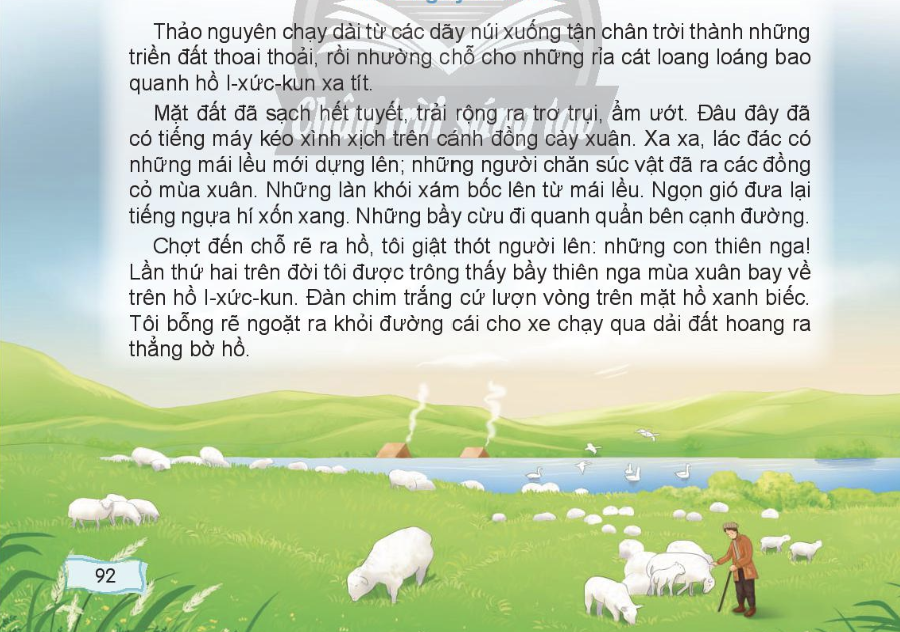 Thảo nguyên chạy dài từ các dãy núi xuống tận chân trời thành những
triền đất thoai thoải, rồi nhường chỗ cho những rỉa cát loang loáng bao
quanh hồ I-xức-kun xa tít.
Mặt đất đã sạch hết tuyết, trải rộng ra trơ trụi, ẩm ướt. Đâu đây đã
có tiếng máy kéo xình xịch trên cánh đồng cày xuân. Xa xa, lác đác có
những mái lều mới dựng lên; những người chăn súc vật đã ra các đồng
cỏ mùa xuân. Những làn khói xám bốc lên từ mái lều. Ngọn gió đưa lại
tiếng ngựa hí xốn xang. Những bầy cừu đi quanh quẩn bên cạnh đường.
Chợt đến chỗ rẽ ra hồ, tôi giật thót người lên: những con thiên nga!
Lần thứ hai trên đời tôi được trông thấy bầy thiên nga mùa xuân bay về
trên hồ I-xức-kun. Đàn chim trắng cứ lượn vòng trên mặt hồ xanh biếc.
Tôi bỗng rẽ ngoặt ra khỏi đường cái cho xe chạy qua dải đất hoang ra
thẳng bờ hồ.
Chân trời sáng tạo
92